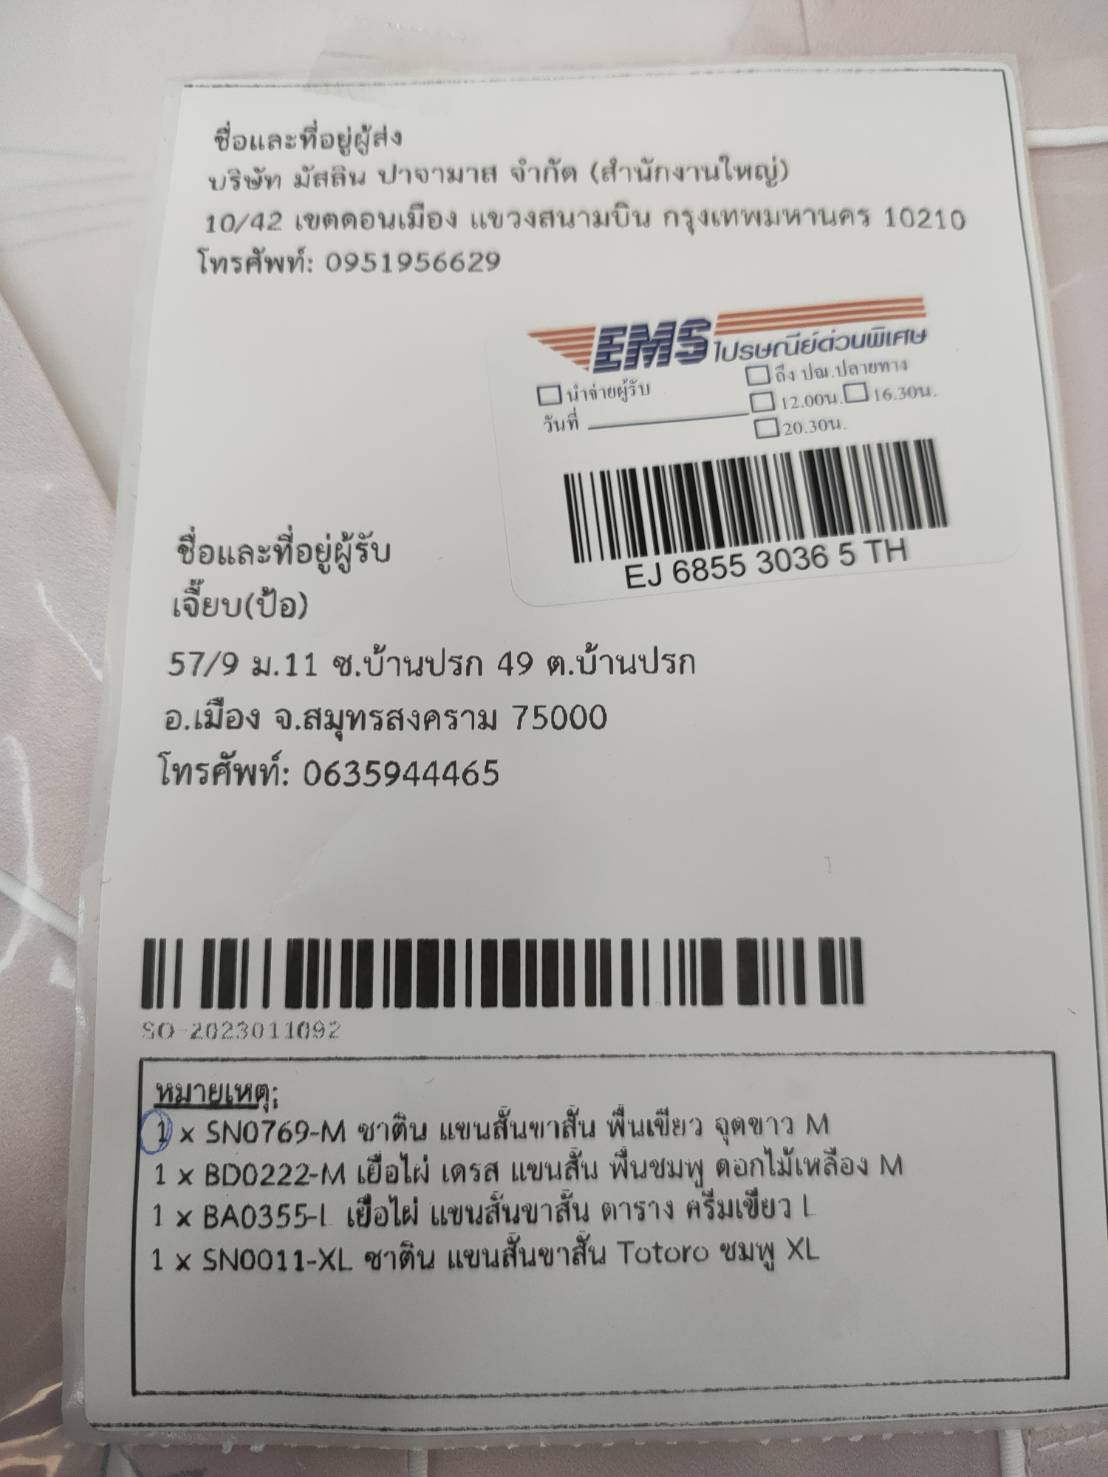 ชื่อและที่อยู่ผู้ส่ง
บริษัท มัสลิน ปาจามาส จำกัด (สำนักงานใหญ่)
10/42 เขตดอนเมือง แขวงสนามบิน กรุงเทพมหานคร 10210
โทรศัพท์: 0951956629
EMS ไปรษณีย์ด่วนพิเศษ
นำจ่ายผู้รับ
ถึง ปณ.ปลายทาง
วันที่
12.00น. 16.30น.
20.30น.
EJ 6855 3036 5 TH
ชื่อและที่อยู่ผู้รับ
เจี๊ยบ(ป้อ)
57/9 ม.11 ซ.บ้านปรก 49 ต.บ้านปรก
อ.เมือง จ.สมุทรสงคราม 75000
โทรศัพท์: 0635944465
SO-2023011092
หมายเหตุ:
1 x SN0769-M ซาติน แขนสั้นขาสั้น พื้นเขียว จุดขาว M
1 x BD0222-M เยื่อไผ่ เดรส แขนสั้น พื้นชมพู ดอกไม้เหลือง M
1 x BA0355-L เยื่อไผ่ แขนสั้นขาสั้น ตาราง ครีมเขียว L
1 x SN0011-XL ซาติน แขนสั้นขาสั้น Totoro ชมพู XL